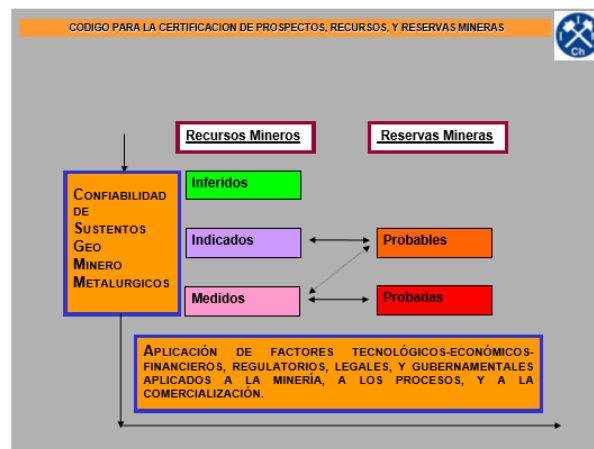 CODIGO PARA LA CERTIFICACION DE PROSPECTOS, RECURSOS, Y RESERVAS MINERAS
I I M
Ch
Recursos Mineros
Reservas Mineras
CONFIABILIDAD
DE
SUSTENTOS
GEO
MINERO
METALURGICOS
Inferidos
Indicados
Probables
Medidos
Probadas
APLICACIÓN DE FACTORES TECNOLÓGICOS-ECONÓMICOS-
FINANCIEROS, REGULATORIOS, LEGALES, Y GUBERNAMENTALES
APLICADOS A LA MINERÍA, A LOS PROCESOS, Y A LA
COMERCIALIZACIÓN.